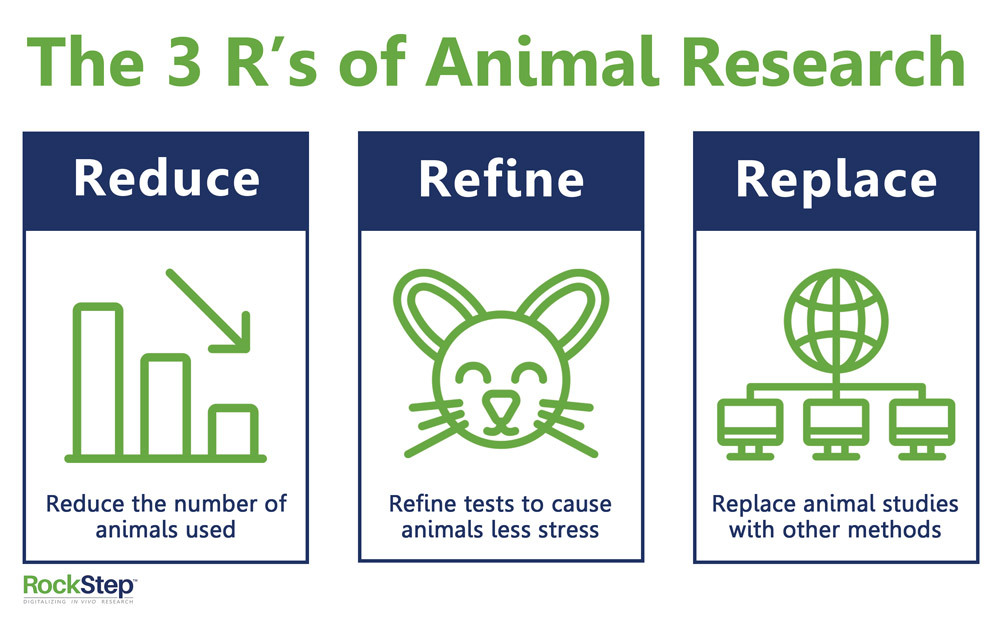 The 3 R’s of Animal Research
Reduce
Reduce the number of
animals used
Refine
Refine tests to cause
animals less stress
Replace
Replace animal studies
with other methods
RockStep™
DIGITALIZING IN VIVO RESEARCH